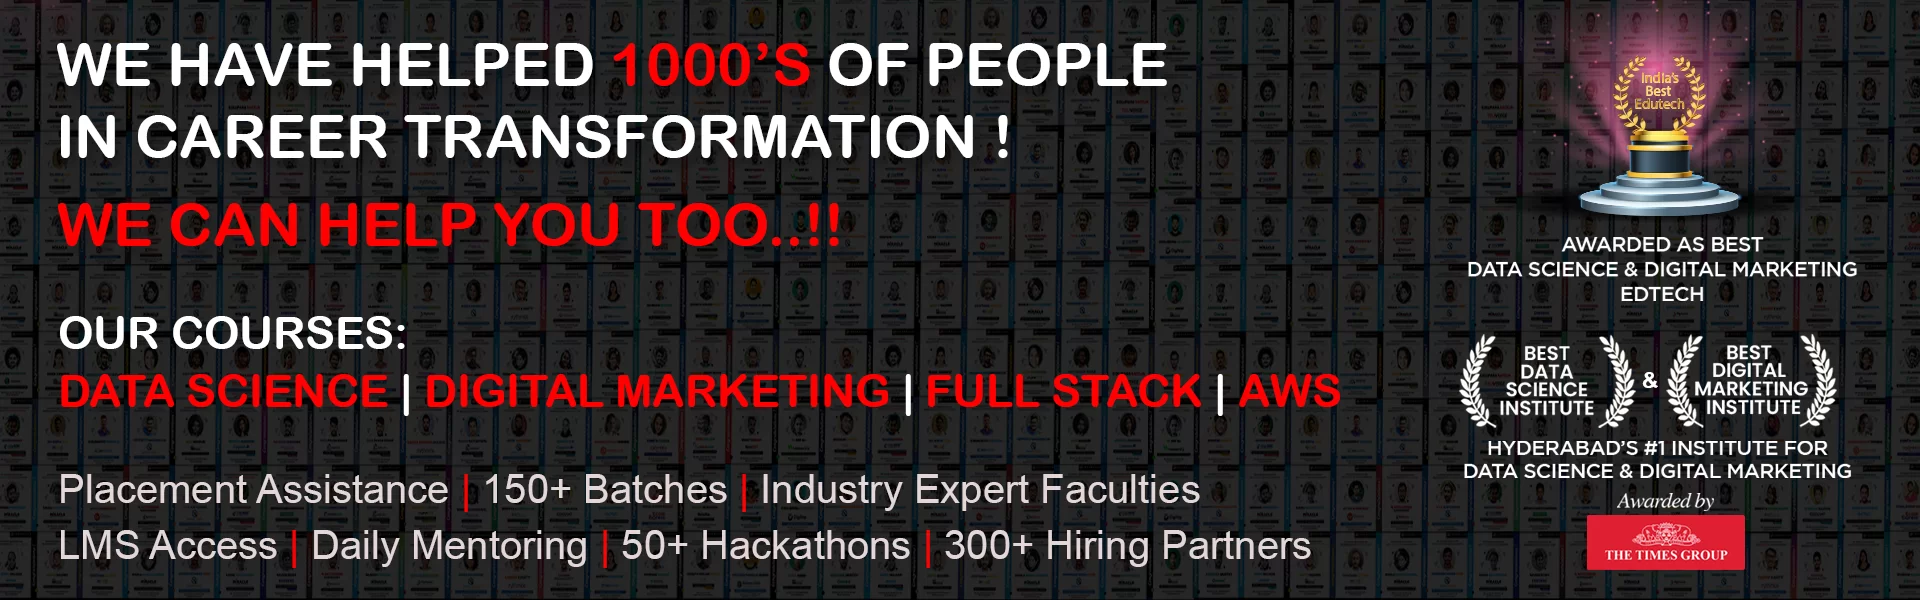 WE HAVE HELPED 1000'S OF PEOPLE
IN CAREER TRANSFORMATION !
WE CAN HELP YOU TOO..!!
OUR COURSES:
DATA SCIENCE | DIGITAL MARKETING | FULL STACK | AWS
Placement Assistance | 150+ Batches | Industry Expert Faculties
LMS Access | Daily Mentoring | 50+ Hackathons | 300+ Hiring Partners
India's
Best
Edutech
AWARDED AS BEST
DATA SCIENCE & DIGITAL MARKETING
EDTECH
BEST
DATA
SCIENCE
INSTITUTE
&
BEST
DIGITAL
MARKETING
INSTITUTE
HYDERABAD'S #1 INSTITUTE FOR
DATA SCIENCE & DIGITAL MARKETING
Awarded by
THE TIMES GROUP